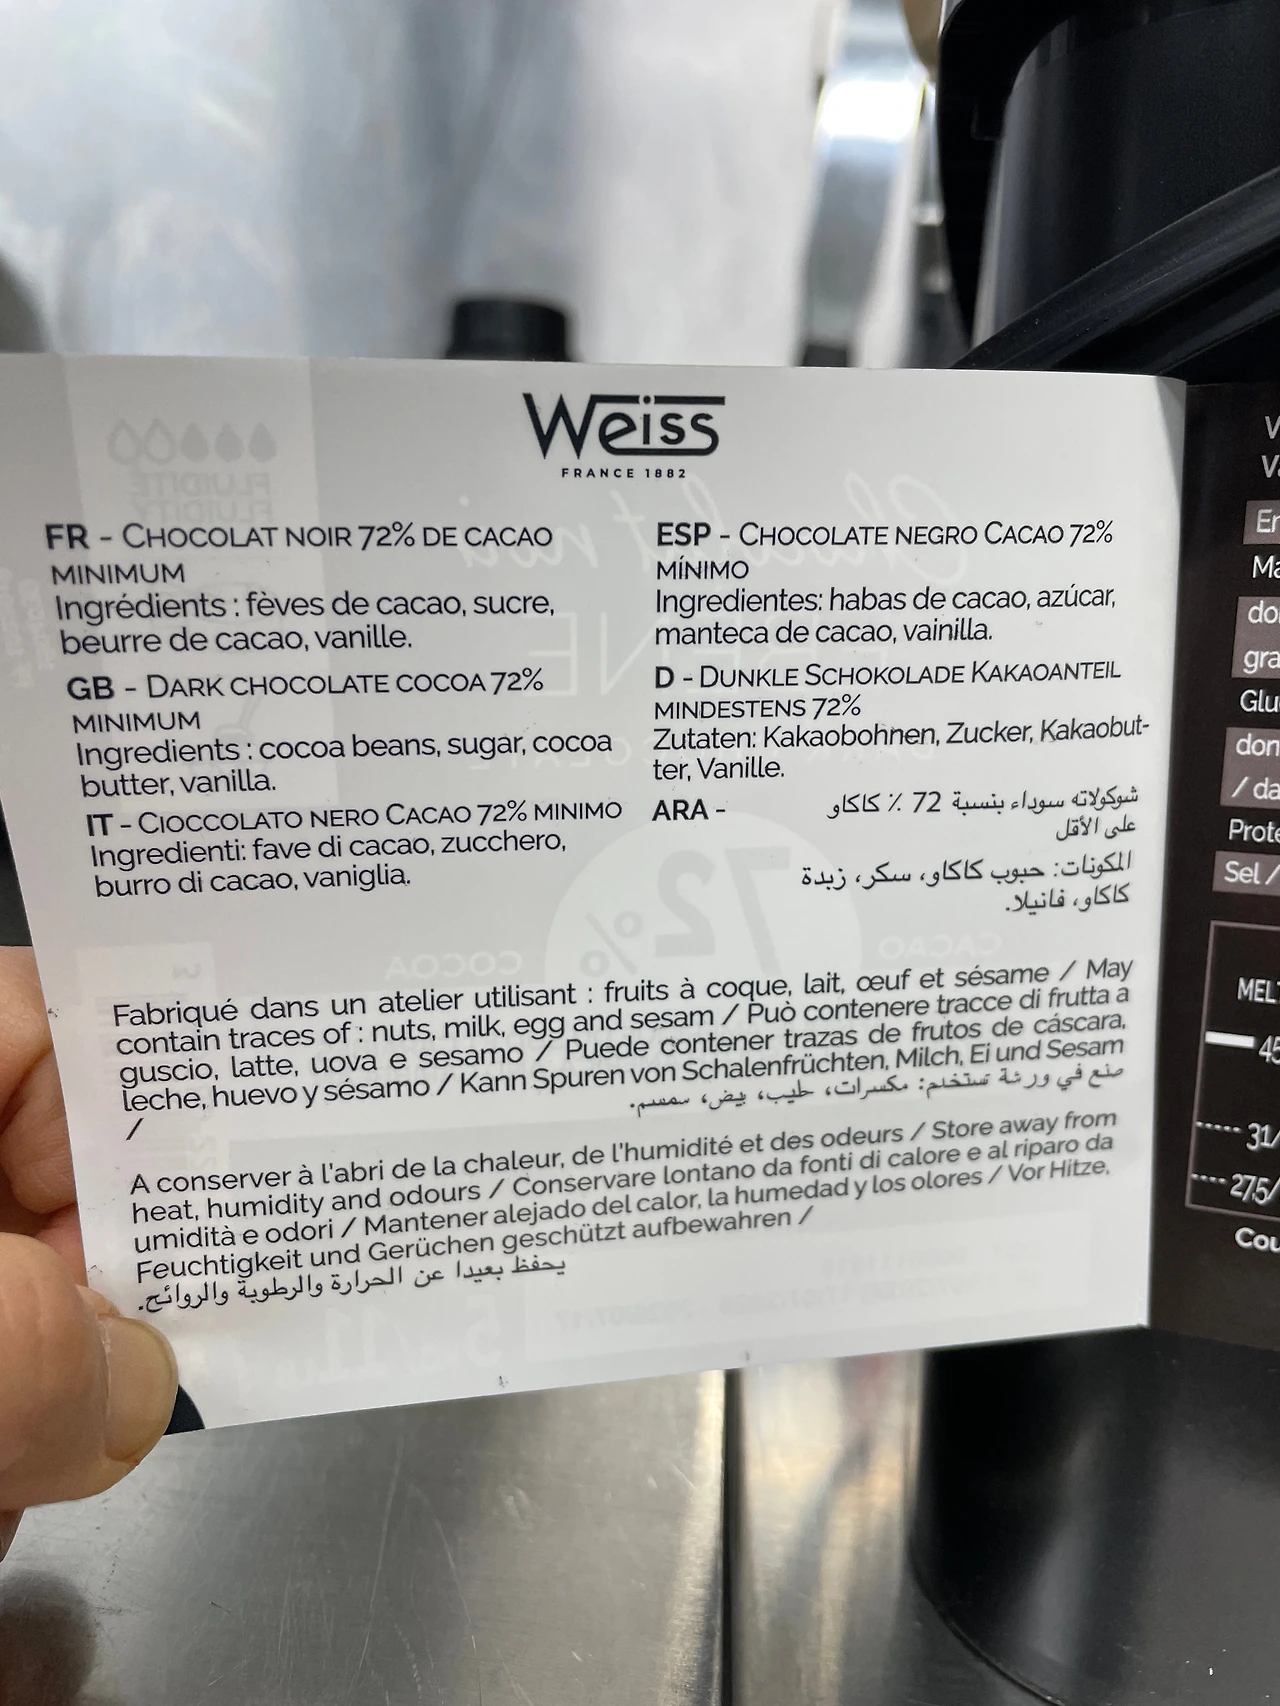 Weiss
FRANCE 1882
FR - CHOCOLAT NOIR 72% DE CACAO
MINIMUM
Ingrédients : fèves de cacao, sucre,
beurre de cacao, vanille.
GB - DARK CHOCOLATE COCOA 72%
MINIMUM
Ingredients : cocoa beans, sugar, cocoa
butter, vanilla.
IT - CIOCCOLATO NERO CACAO 72% MINIMO
Ingredienti: fave di cacao, zucchero,
burro di cacao, vaniglia.
ESP - CHOCOLATE NEGRO CACAO 72%
MÍNIMO
Ingredientes: habas de cacao, azúcar,
manteca de cacao, vainilla.
D - DUNKLE SCHOKOLADE KAKAOANTEIL
MINDESTENS 72%
Zutaten: Kakaobohnen, Zucker, Kakaobut-
ter, Vanille.
ARA - شوكولاته سوداء بنسبة 72 ٪ كاكاو
على الأقل
المكونات: حبوب كاكاو، سكر، زبدة
كاكاو، فانيلا.
Fabriqué dans un atelier utilisant : fruits à coque, lait, œuf et sésame / May
contain traces of : nuts, milk, egg and sesam / Può contenere tracce di frutta a
guscio, latte, uova e sesamo / Puede contener trazas de frutos de cáscara,
leche, huevo y sésamo / Kann Spuren von Schalenfrüchten, Milch, Ei und Sesam
/ صنع في ورشة تستخدم: مكسرات، حليب، بيض، سمسم.
A conserver à l'abri de la chaleur, de l'humidité et des odeurs / Store away from
heat, humidity and odours / Conservare lontano da fonti di calore e al riparo da
umidità e odori / Mantener alejado del calor, la humedad y los olores / Vor Hitze,
Feuchtigkeit und Gerüchen geschützt aufbewahren /
يحفظ بعيدا عن الحرارة والرطوبة والروائح.
Sel /
45
31/
27,5/